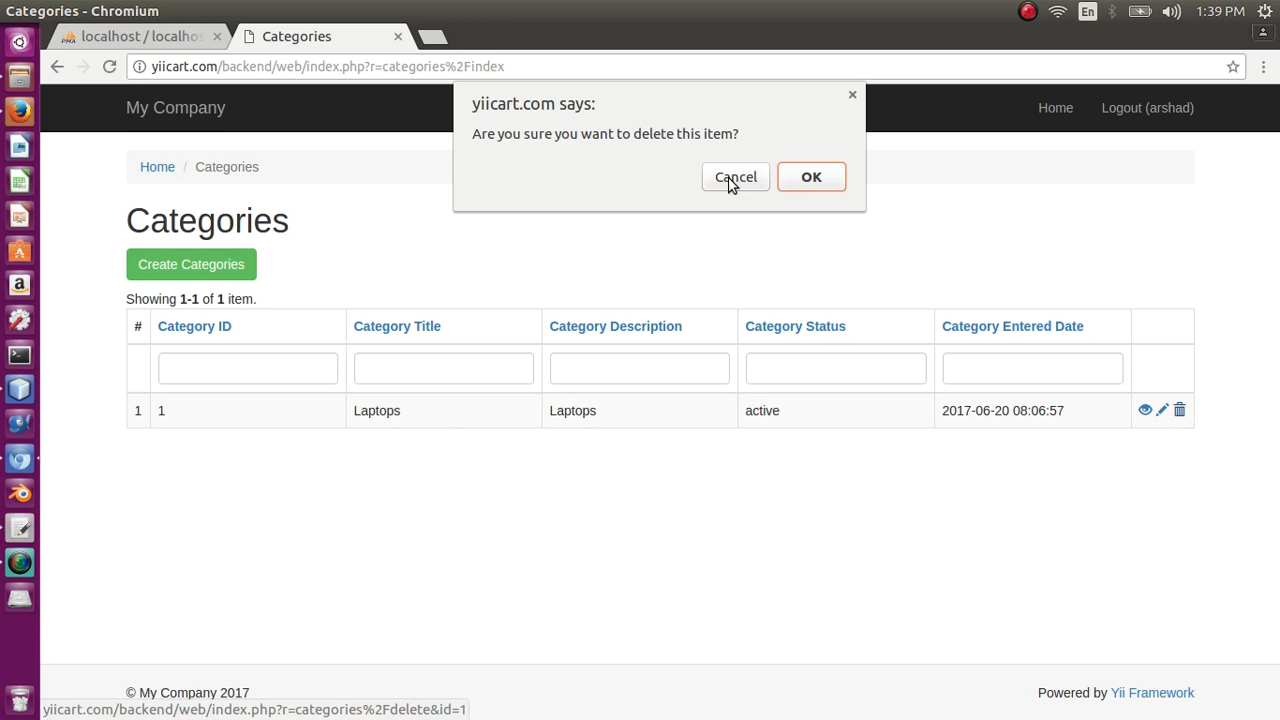 Categories - Chromium
En
1:39 PM
localhost / localhos
Categories
yiicart.com/backend/web/index.php?r=categories%2Findex
My Company
Home
Logout (arshad)
yiicart.com says:
Are you sure you want to delete this item?
Cancel
OK
Home / Categories
Categories
Create Categories
Showing 1-1 of 1 item.
# Category ID Category Title Category Description Category Status Category Entered Date
1 1 Laptops Laptops active 2017-06-20 08:06:57
© My Company 2017
Powered by Yii Framework
yiicart.com/backend/web/index.php?r=categories%2Fdelete&id=1